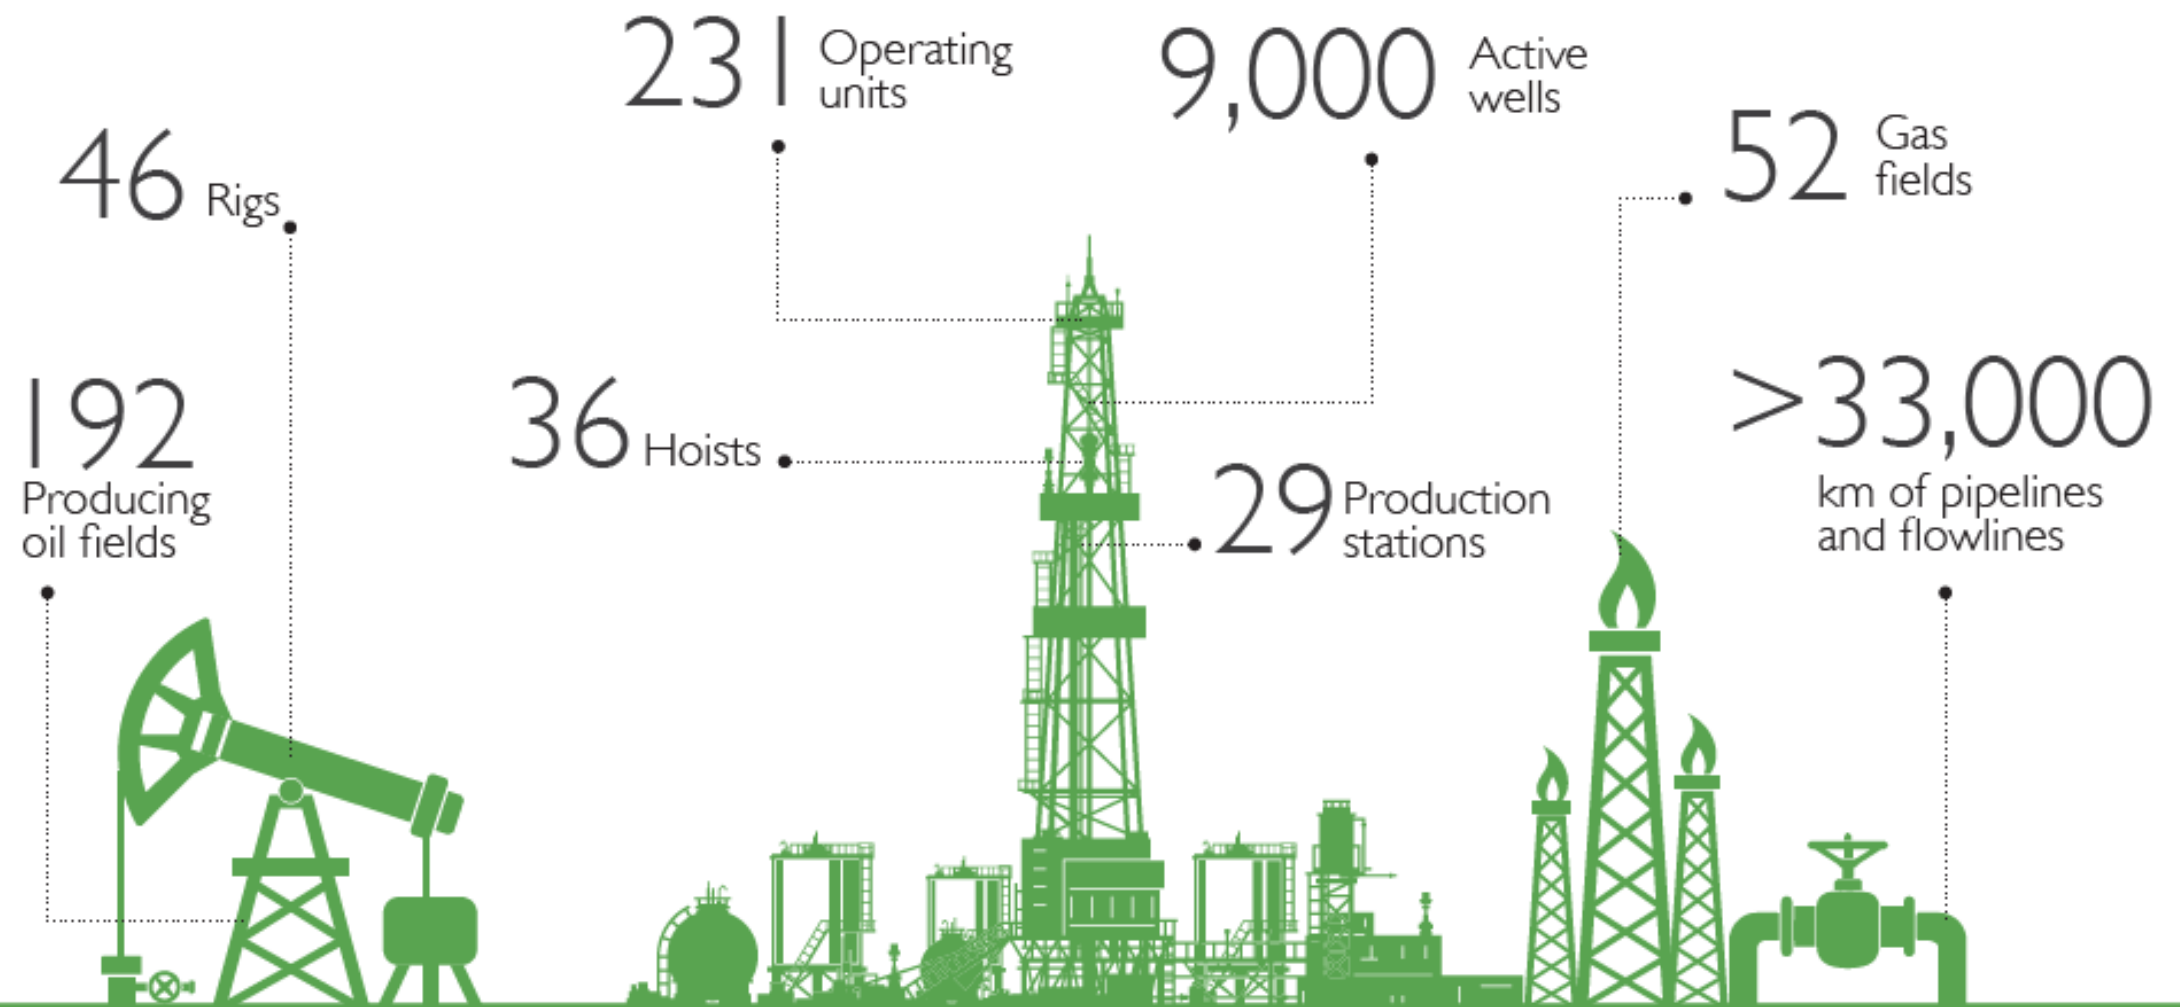 231 Operating
units
9,000 Active
wells
46 Rigs
52 Gas
fields
192
Producing
oil fields
36 Hoists
29 Production
stations
>33,000
km of pipelines
and flowlines